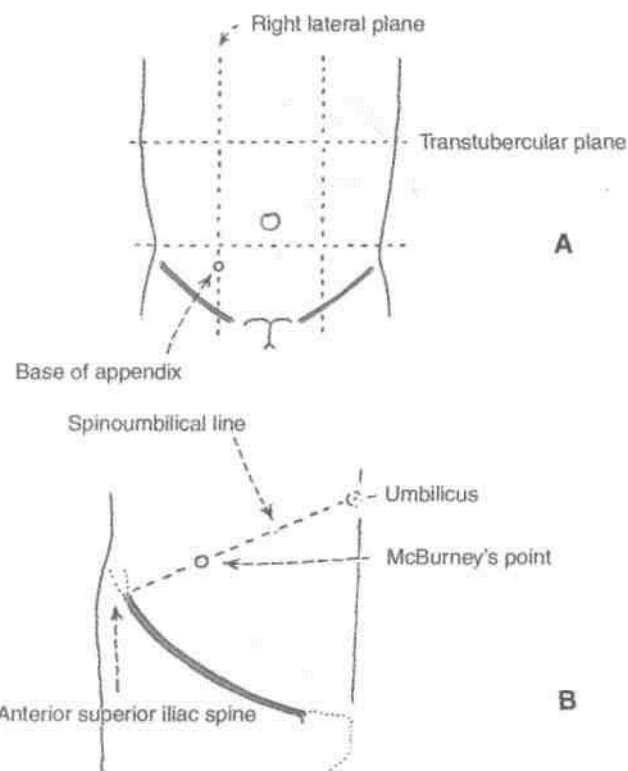 Right lateral plane
Transtubercular plane
A
Base of appendix
Spinoumbilical line
Umbilicus
McBurney's point
Anterior superior iliac spine
B